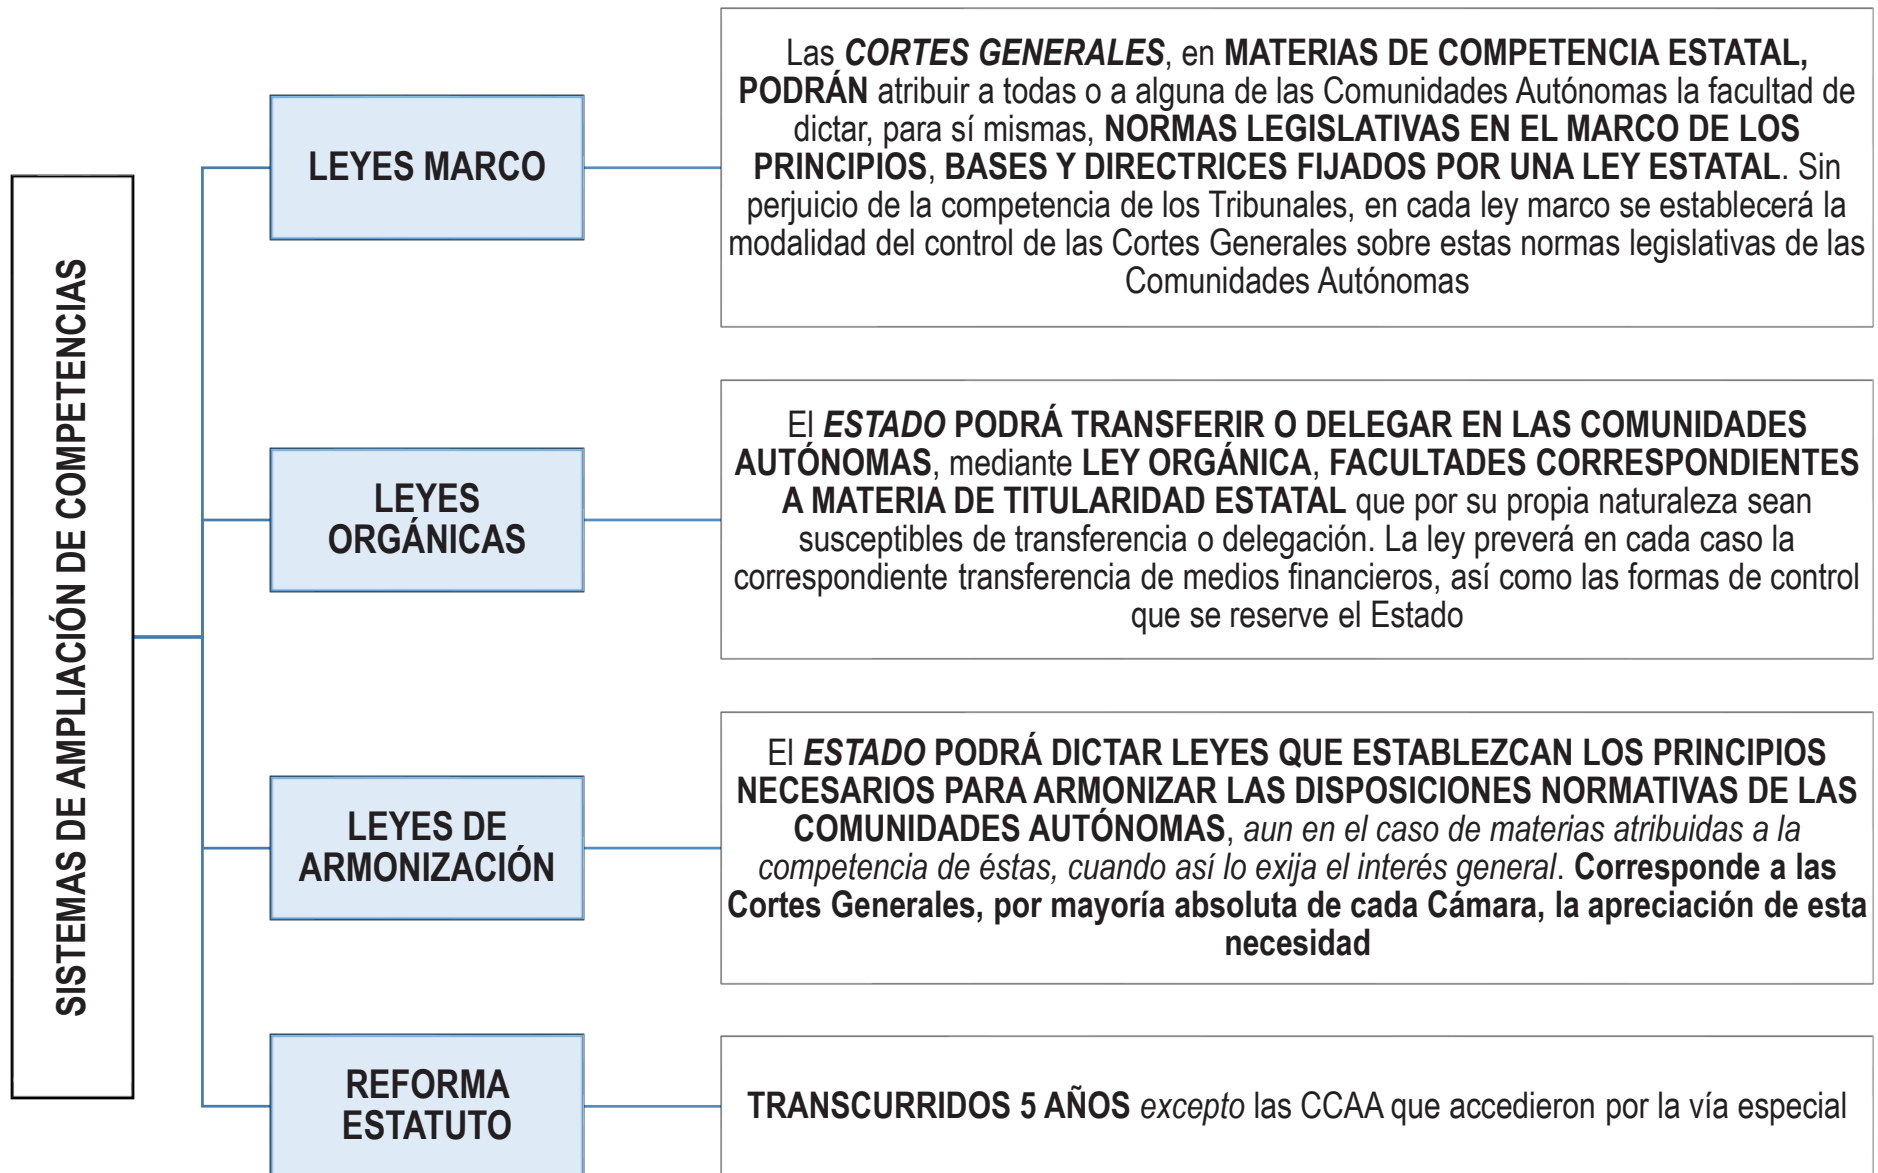 SISTEMAS DE AMPLIACIÓN DE COMPETENCIAS
LEYES MARCO
Las CORTES GENERALES, en MATERIAS DE COMPETENCIA ESTATAL,
PODRÁN atribuir a todas o a alguna de las Comunidades Autónomas la facultad de
dictar, para sí mismas, NORMAS LEGISLATIVAS EN EL MARCO DE LOS
PRINCIPIOS, BASES Y DIRECTRICES FIJADOS POR UNA LEY ESTATAL. Sin
perjuicio de la competencia de los Tribunales, en cada ley marco se establecerá la
modalidad del control de las Cortes Generales sobre estas normas legislativas de las
Comunidades Autónomas
LEYES
ORGÁNICAS
El ESTADO PODRÁ TRANSFERIR O DELEGAR EN LAS COMUNIDADES
AUTÓNOMAS, mediante LEY ORGÁNICA, FACULTADES CORRESPONDIENTES
A MATERIA DE TITULARIDAD ESTATAL que por su propia naturaleza sean
susceptibles de transferencia o delegación. La ley preverá en cada caso la
correspondiente transferencia de medios financieros, así como las formas de control
que se reserve el Estado
LEYES DE
ARMONIZACIÓN
El ESTADO PODRÁ DICTAR LEYES QUE ESTABLEZCAN LOS PRINCIPIOS
NECESARIOS PARA ARMONIZAR LAS DISPOSICIONES NORMATIVAS DE LAS
COMUNIDADES AUTÓNOMAS, aun en el caso de materias atribuidas a la
competencia de éstas, cuando así lo exija el interés general. Corresponde a las
Cortes Generales, por mayoría absoluta de cada Cámara, la apreciación de esta
necesidad
REFORMA
ESTATUTO
TRANSCURRIDOS 5 AÑOS excepto las CCAA que accedieron por la vía especial